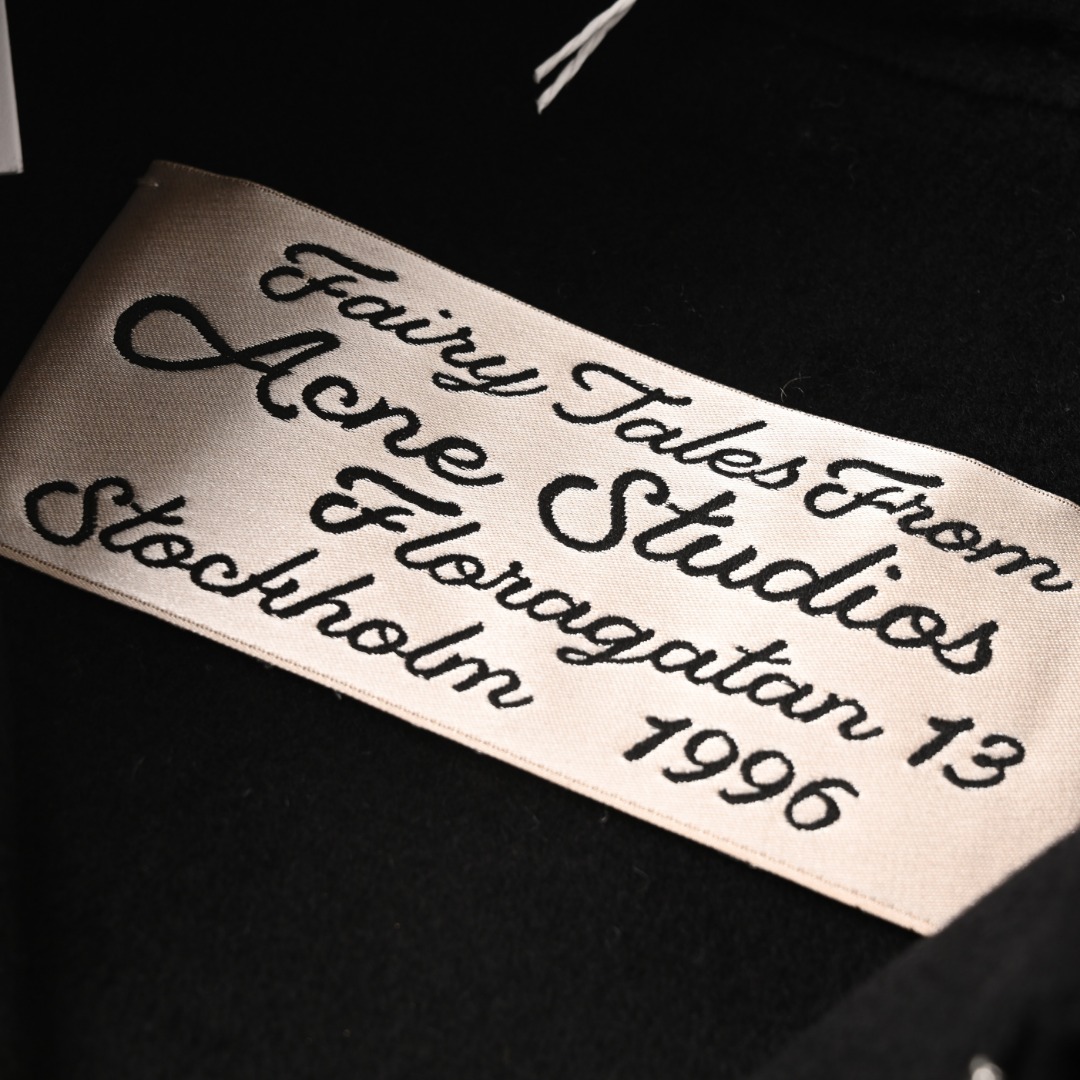 Fairy Tales From
Acne Studios
Floragatan 13
Stockholm 1996